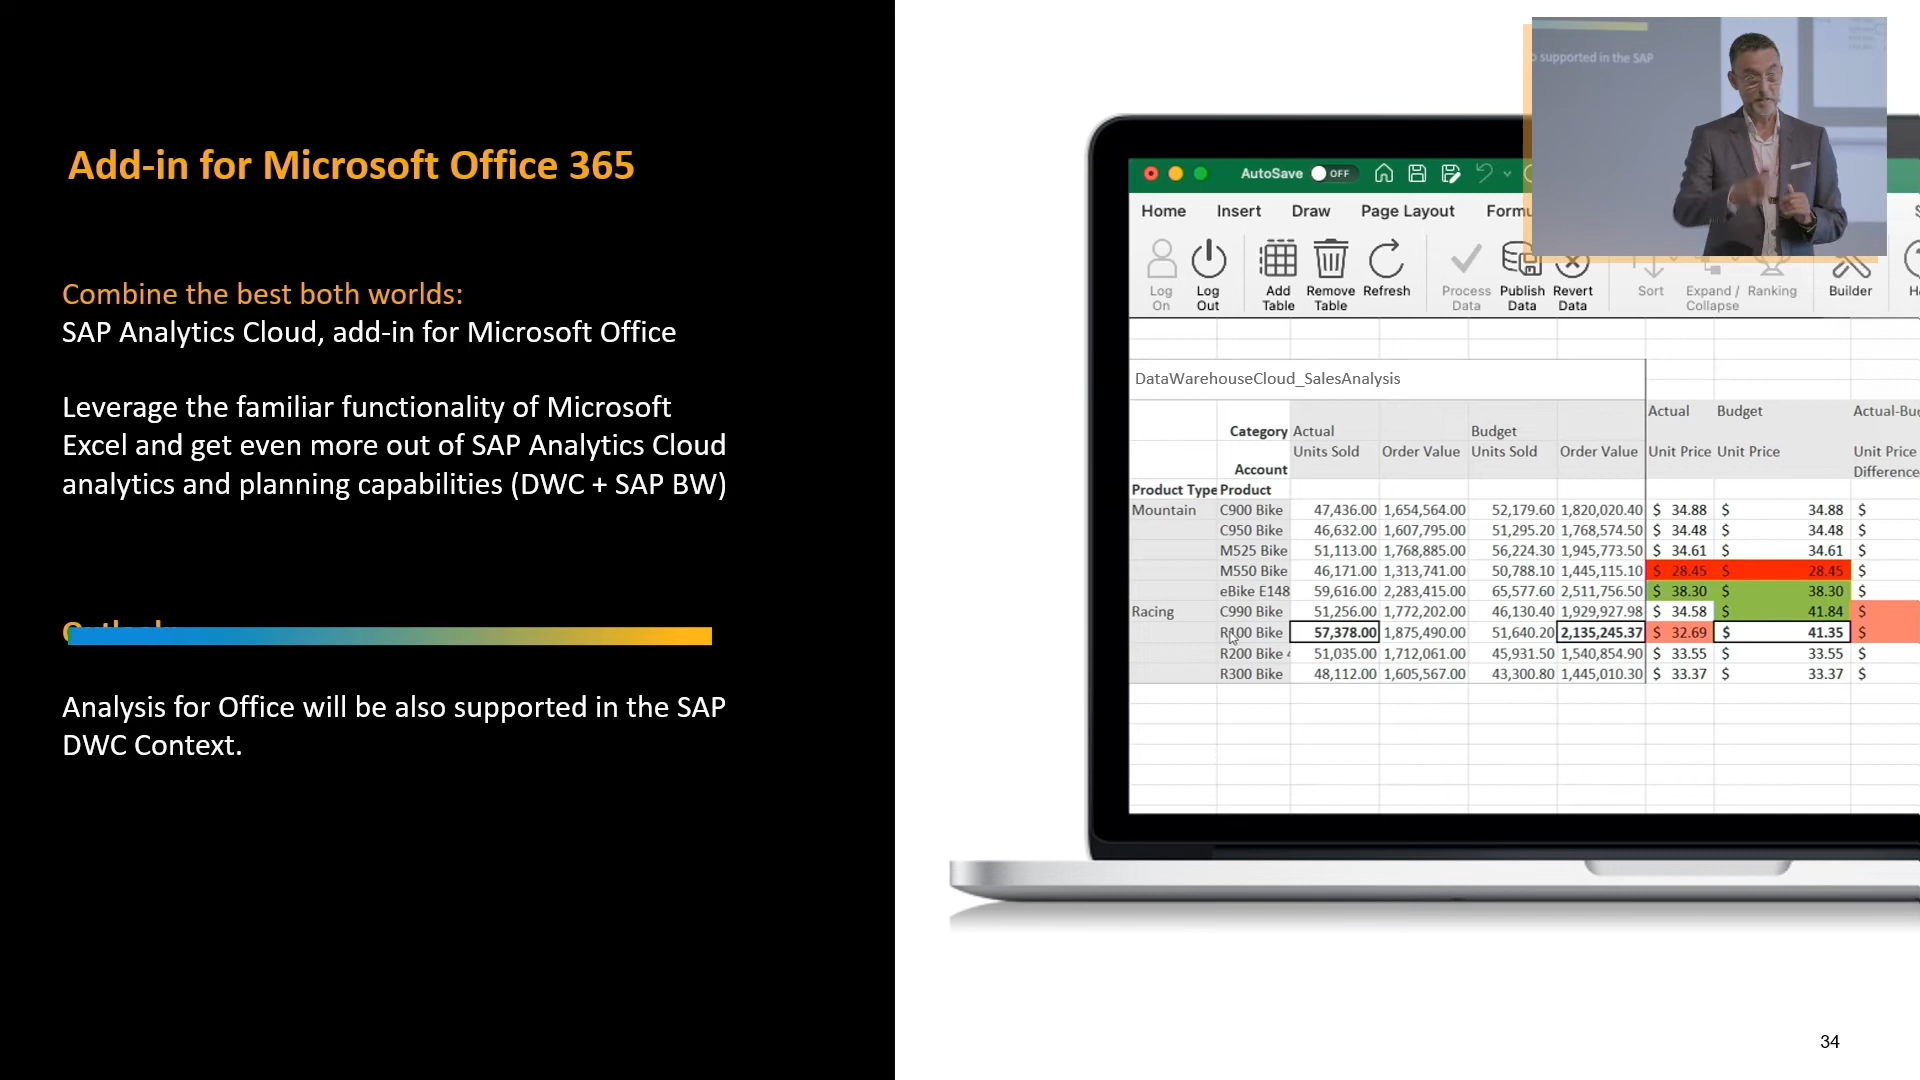 Add-in for Microsoft Office 365
Combine the best both worlds:
SAP Analytics Cloud, add-in for Microsoft Office
Leverage the familiar functionality of Microsoft
Excel and get even more out of SAP Analytics Cloud
analytics and planning capabilities (DWC + SAP BW)
Analysis for Office will be also supported in the SAP
DWC Context.
supported in the SAP
AutoSave OFF
Home Insert Draw Page Layout
Log On Log Out Add Table Remove Table Refresh Process Data Publish Data Revert Data Sort Expand / Collapse Ranking Builder
DataWarehouseCloud_SalesAnalysis
Actual Budget
Category Actual Budget
Units Sold Order Value Units Sold Order Value Unit Price Unit Price Unit Price
Account Difference
Product Type Product
Mountain C900 Bike 47,436.00 1,654,564.00 52,179.60 1,820,020.40 $ 34.88 $ 34.88 $
C950 Bike 46,632.00 1,607,795.00 51,295.20 1,768,574.50 $ 34.48 $ 34.48 $
M525 Bike 51,113.00 1,768,885.00 56,224.30 1,945,773.50 $ 34.61 $ 34.61 $
M550 Bike 46,171.00 1,313,741.00 50,788.10 1,445,115.10 $ 28.45 $ 28.45 $
eBike E148 59,616.00 2,283,415.00 65,577.60 2,511,756.50 $ 38.30 $ 38.30 $
Racing C990 Bike 51,256.00 1,772,202.00 46,130.40 1,929,927.98 $ 34.58 41.84 $
R100 Bike 57,378.00 1,875,490.00 51,640.20 2,135,245.37 $ 32.69 $ 41.35 $
R200 Bike 51,035.00 1,712,061.00 45,931.50 1,540,854.90 $ 33.55 $ 33.55 $
R300 Bike 48,112.00 1,605,567.00 43,300.80 1,445,010.30 $ 33.37 $ 33.37 $
34